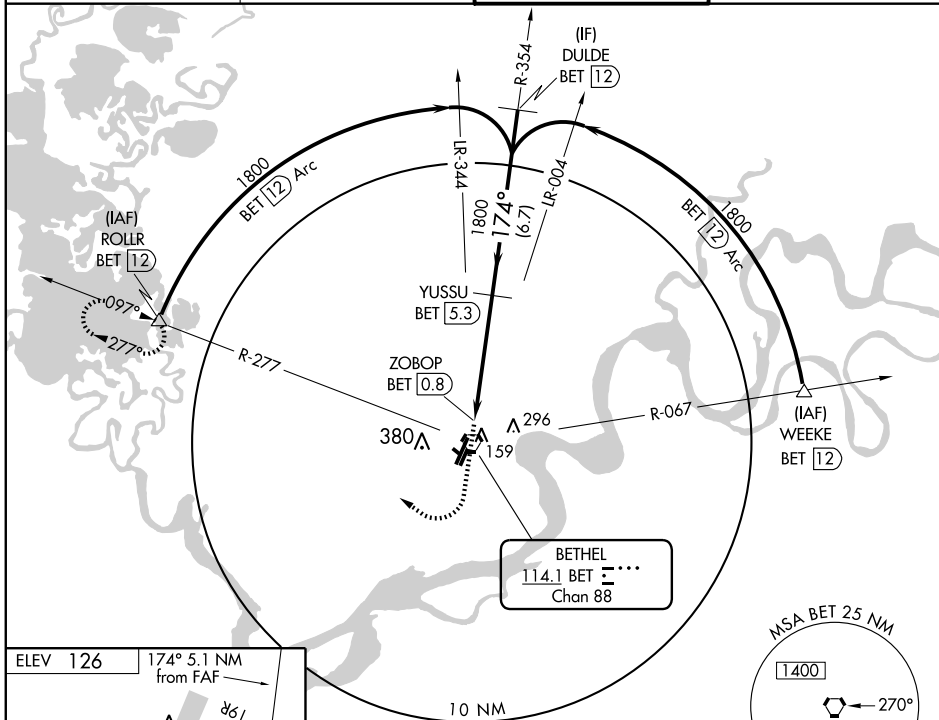 R-354
(IF)
DULDE
BET 12
1800
BET 12 Arc
LR-344
1800
174°
(6.7)
LR-004
1800
BET 12 Arc
(IAF)
ROLLR
BET 12
097°
277°
R-277
YUSSU
BET 5.3
ZOBOP
BET 0.8
R-067
(IAF)
WEEKE
BET 12
380
296
159
BETHEL
114.1 BET
Chan 88
MSA BET 25 NM
1400
270°
10 NM
ELEV 126
174° 5.1 NM
from FAF
19R